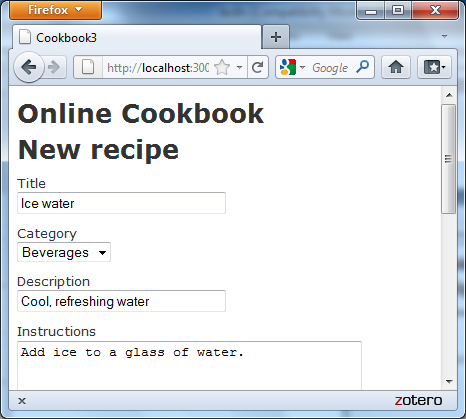 Firefox
Cookbook3
http://localhost:300
Google
Online Cookbook
New recipe
Title
Ice water
Category
Beverages
Description
Cool, refreshing water
Instructions
Add ice to a glass of water.
x
zotero